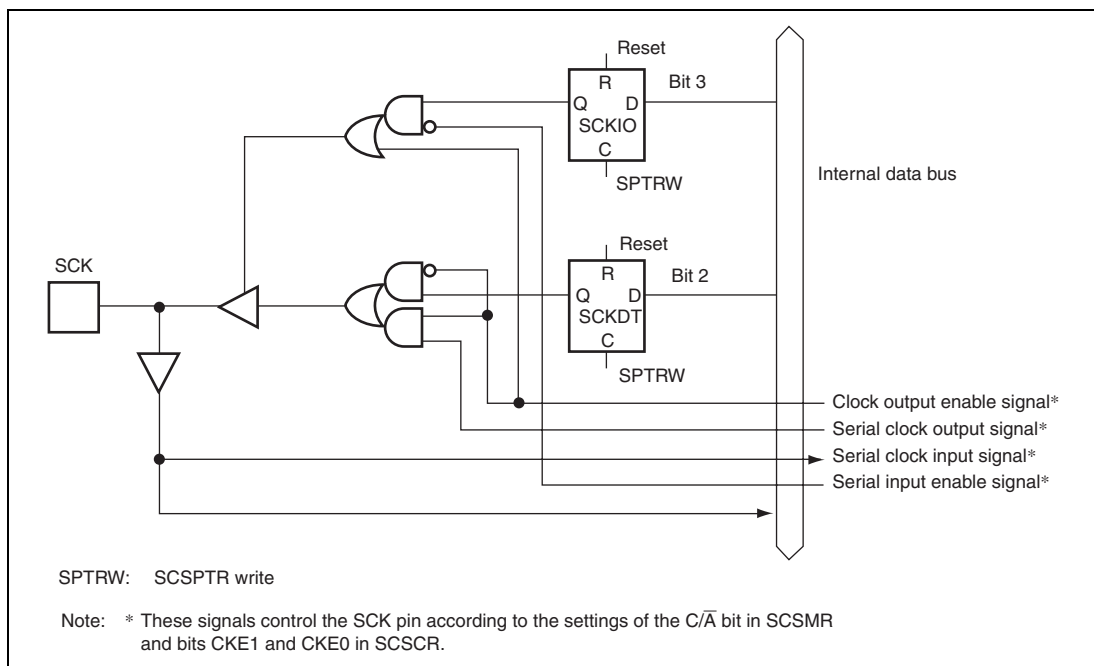 Reset
R
Bit 3
Q D
SCKIO
C
SPTRW
Internal data bus
Reset
SCK
R
Bit 2
Q D
SCKDT
C
SPTRW
Clock output enable signal*
Serial clock output signal*
Serial clock input signal*
Serial input enable signal*
SPTRW: SCSPTR write
Note: * These signals control the SCK pin according to the settings of the C/A̅ bit in SCSMR
and bits CKE1 and CKE0 in SCSCR.